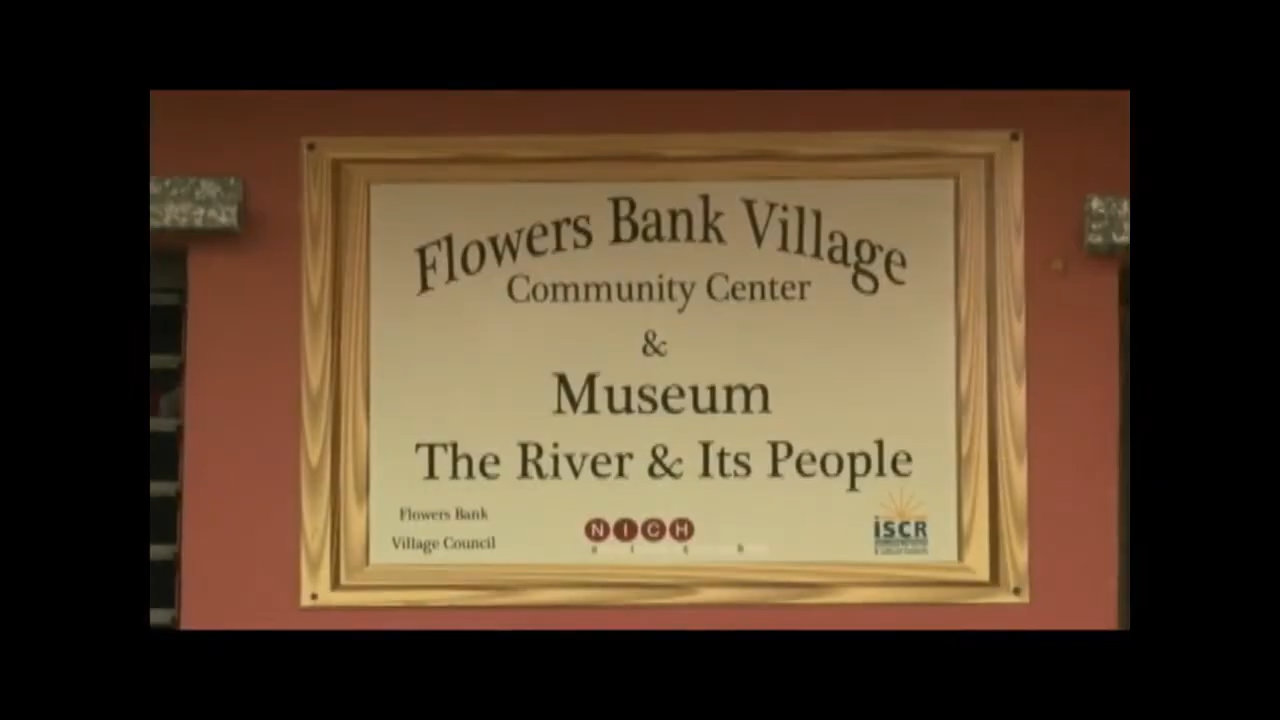 Flowers Bank Village
Community Center
&
Museum
The River & Its People
Flowers Bank
Village Council
NICH
iSCR